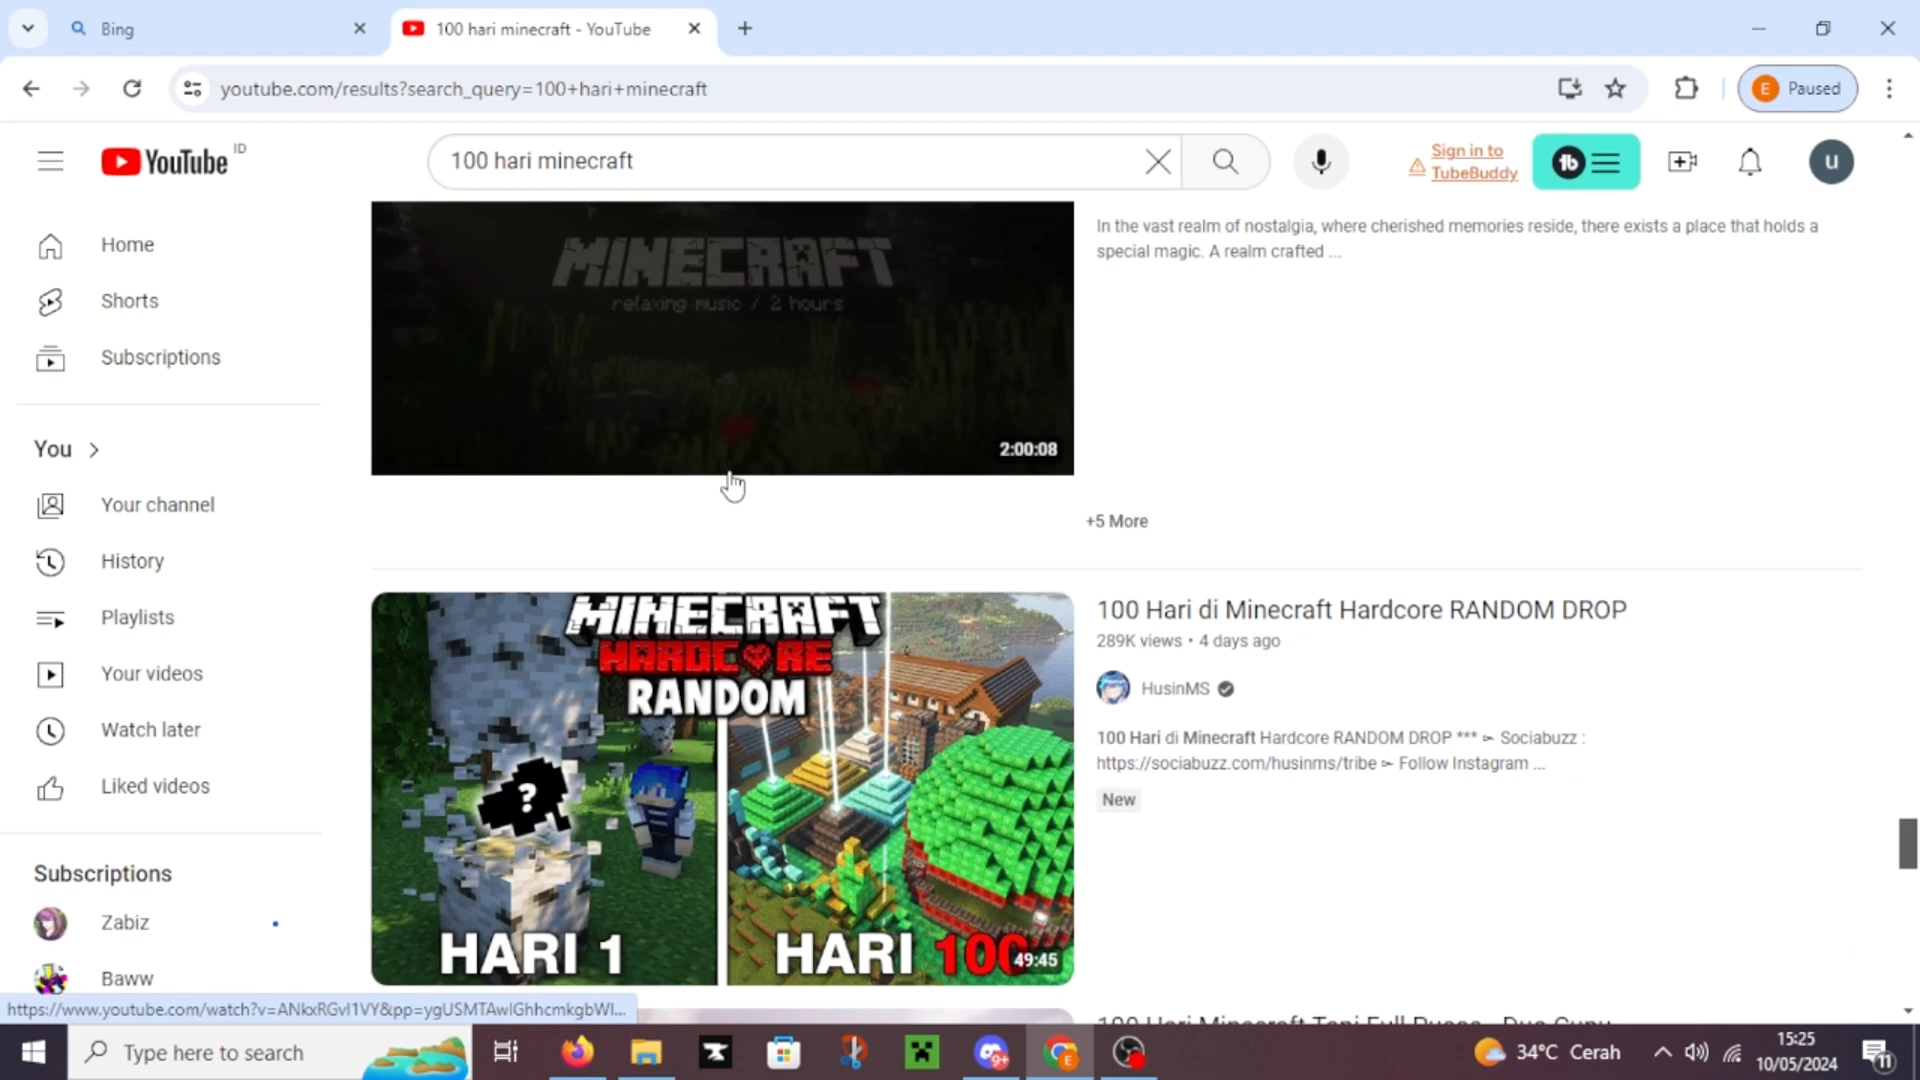 Bing
100 hari minecraft - YouTube
youtube.com/results?search_query=100+hari+minecraft
E Paused
YouTube ID
100 hari minecraft
Sign in to
TubeBuddy
tb
u
Home
Shorts
Subscriptions
You
Your channel
History
Playlists
Your videos
Watch later
Liked videos
Subscriptions
Zabiz
Baww
MINECRAFT
relaxing music / 2 hours
2:00:08
In the vast realm of nostalgia, where cherished memories reside, there exists a place that holds a
special magic. A realm crafted ...
+5 More
MINECRAFT
HARDCORE
RANDOM
?
HARI 1
HARI 100
49:45
100 Hari di Minecraft Hardcore RANDOM DROP
289K views • 4 days ago
HusinMS
100 Hari di Minecraft Hardcore RANDOM DROP *** ➢ Sociabuzz :
https://sociabuzz.com/husinms/tribe ➢ Follow Instagram ...
New
https://www.youtube.com/watch?v=ANkxRGvI1VY&pp=ygUSMTAwIGhhcmkgbWl...
Type here to search
9+
E
34°C Cerah
15:25
10/05/2024
11